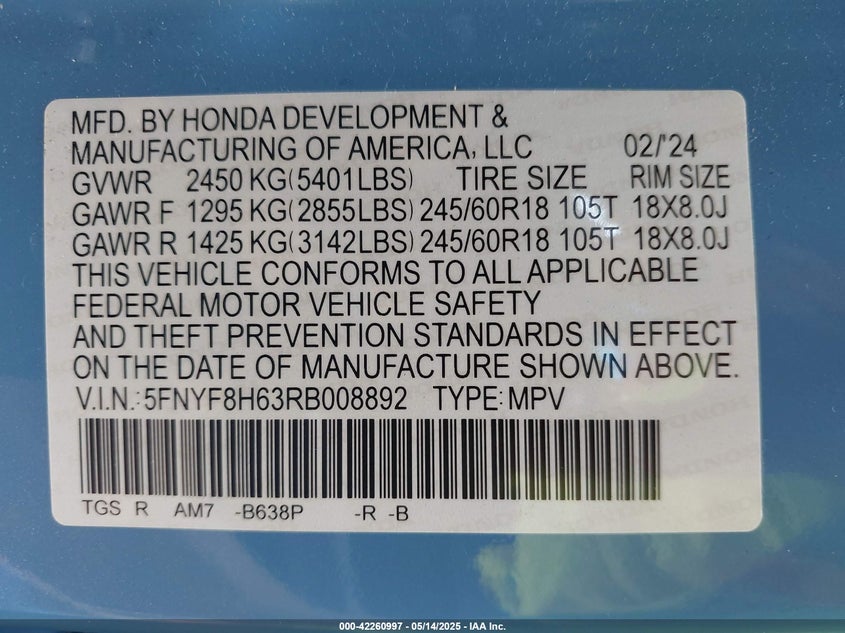 MFD. BY HONDA DEVELOPMENT &
MANUFACTURING OF AMERICA, LLC 02/'24
GVWR 2450 KG(5401LBS) TIRE SIZE RIM SIZE
GAWR F 1295 KG(2855LBS) 245/60R18 105T 18X8.0J
GAWR R 1425 KG(3142LBS) 245/60R18 105T 18X8.0J
THIS VEHICLE CONFORMS TO ALL APPLICABLE
FEDERAL MOTOR VEHICLE SAFETY
AND THEFT PREVENTION STANDARDS IN EFFECT
ON THE DATE OF MANUFACTURE SHOWN ABOVE.
V.I.N.:5FNYF8H63RB008892 TYPE:MPV
TGS R AM7 -B638P -R -B
000-42260997 - 05/14/2025 - IAA Inc.